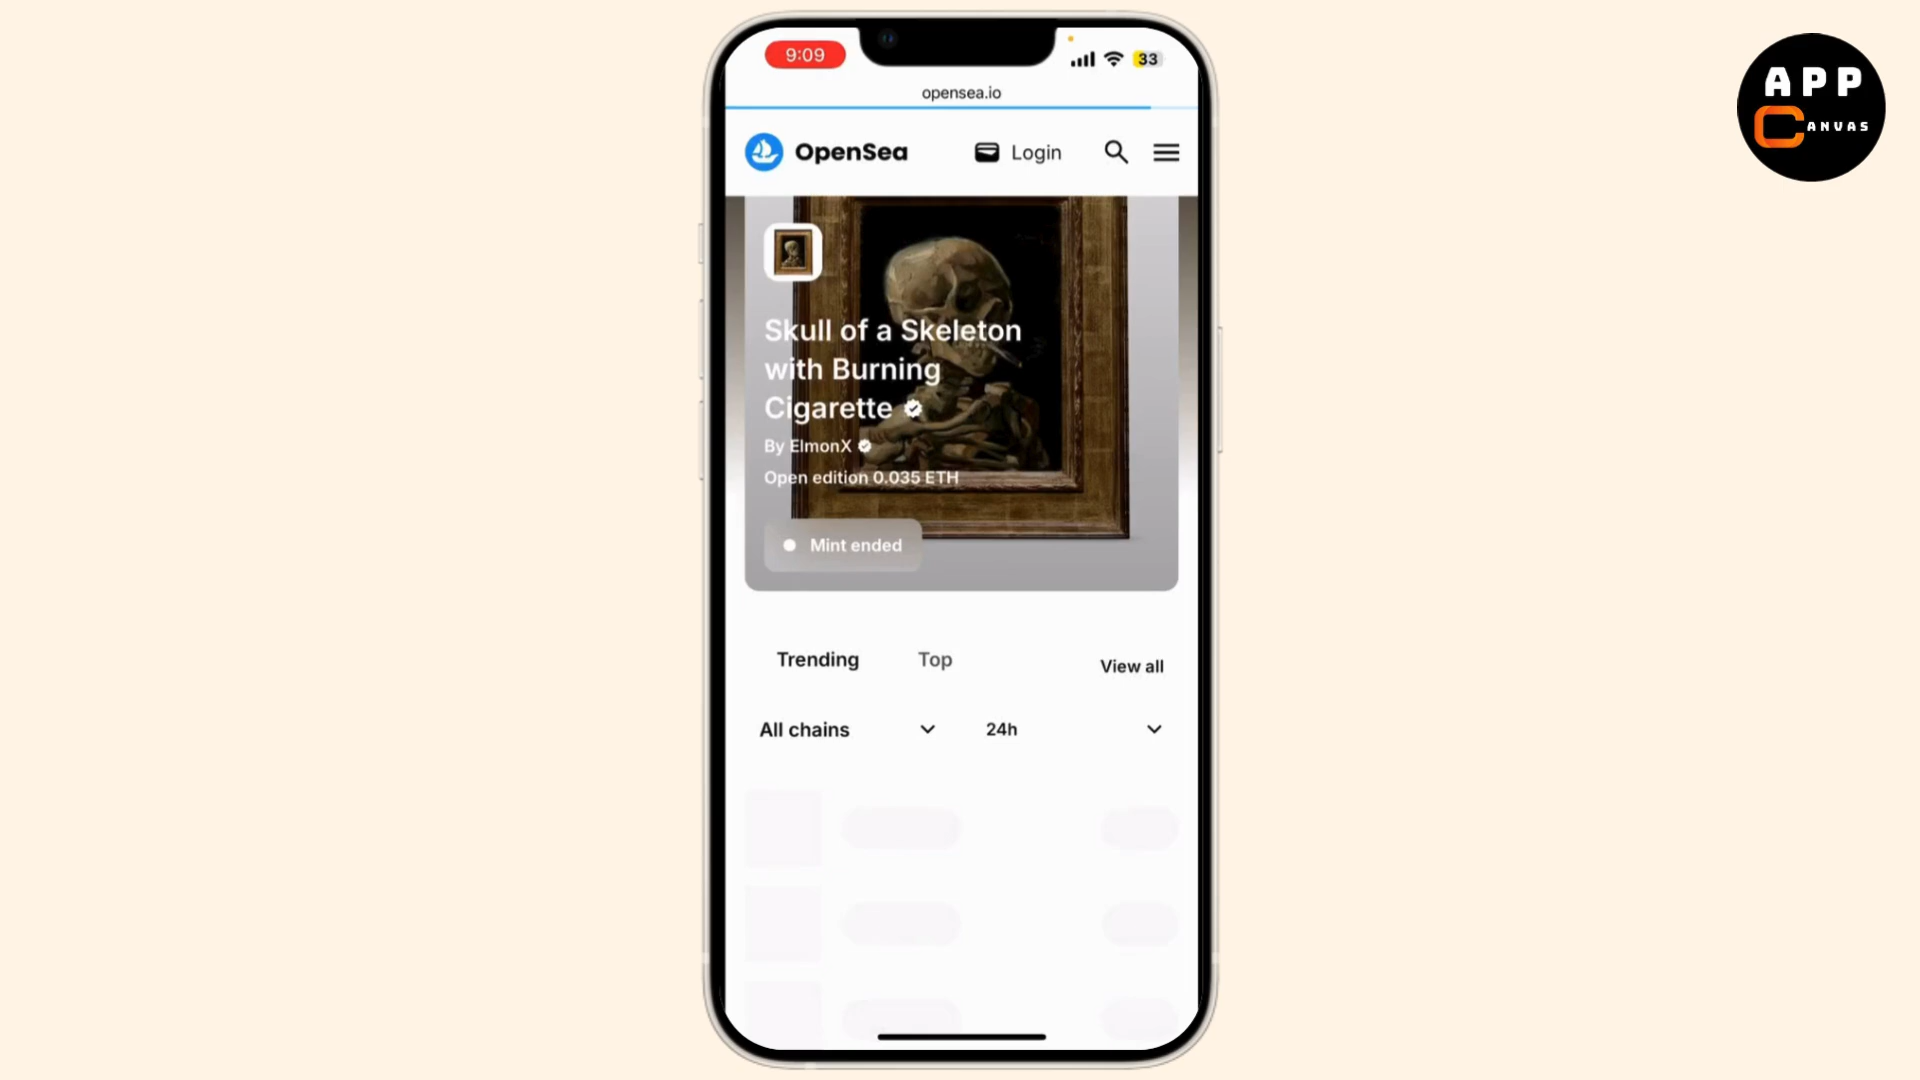 9:09
33
opensea.io
OpenSea
Login
Skull of a Skeleton
with Burning
Cigarette
By ElmonX
Open edition 0.035 ETH
Mint ended
Trending
Top
View all
All chains
24h
APP
CANVAS